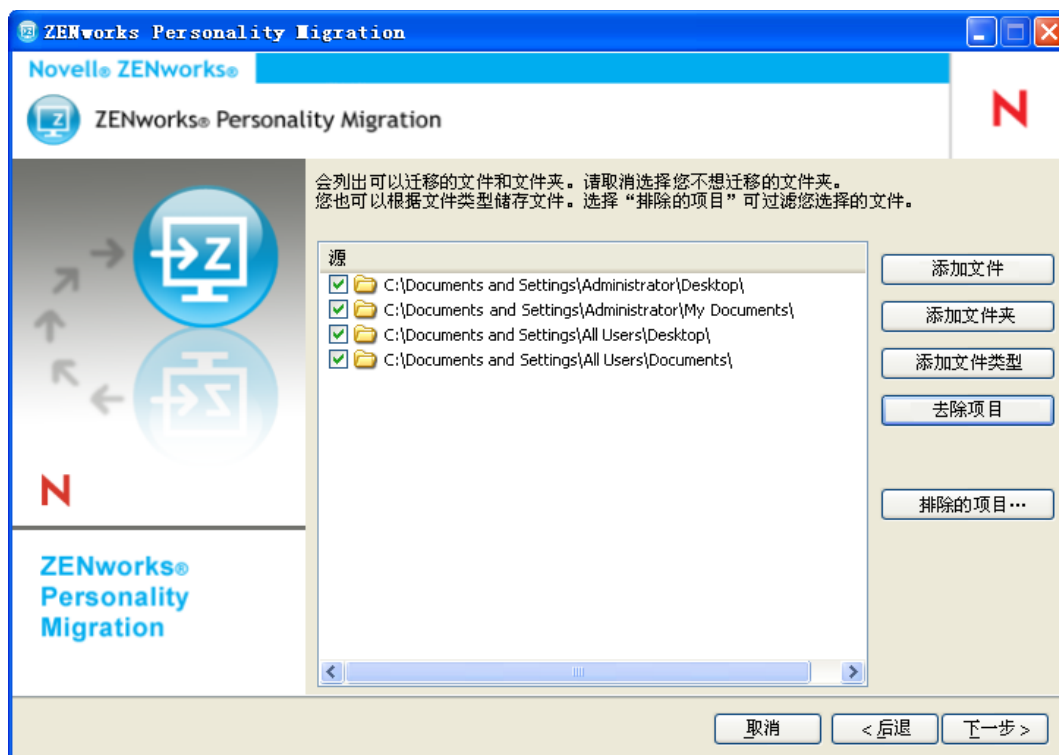 ZENworks Personality Migration
Novell® ZENworks®
ZENworks® Personality Migration
N
会列出可以迁移的文件和文件夹。请取消选择您不想迁移的文件夹。
您也可以根据文件类型储存文件。选择“排除的项目”可过滤您选择的文件。
源
C:\Documents and Settings\Administrator\Desktop\
C:\Documents and Settings\Administrator\My Documents\
C:\Documents and Settings\All Users\Desktop\
C:\Documents and Settings\All Users\Documents\
添加文件
添加文件夹
添加文件类型
去除项目
排除的项目…
Z
N
ZENworks®
Personality
Migration
取消
<后退
下一步>